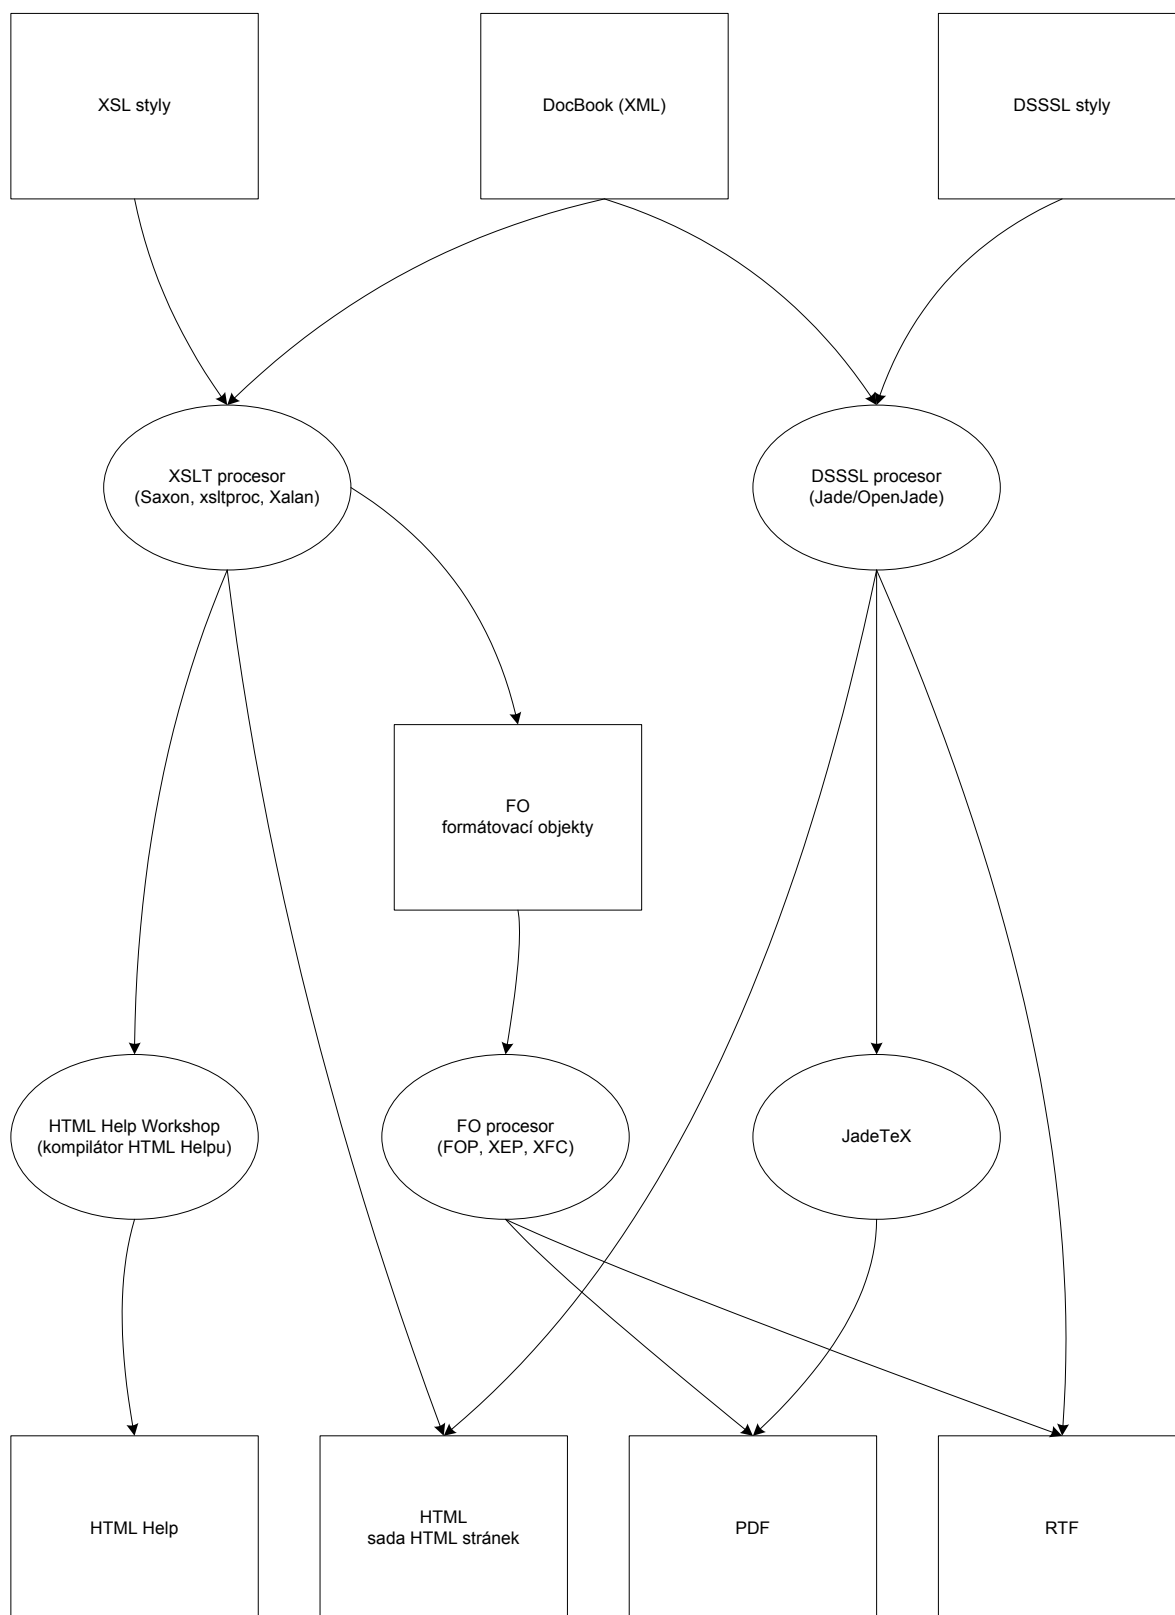 XSL styly
DocBook (XML)
DSSSL styly
XSLT procesor
(Saxon, xsltproc, Xalan)
DSSSL procesor
(Jade/OpenJade)
FO
formátovací objekty
HTML Help Workshop
(kompilátor HTML Helpu)
FO procesor
(FOP, XEP, XFC)
JadeTeX
HTML Help
HTML
sada HTML stránek
PDF
RTF